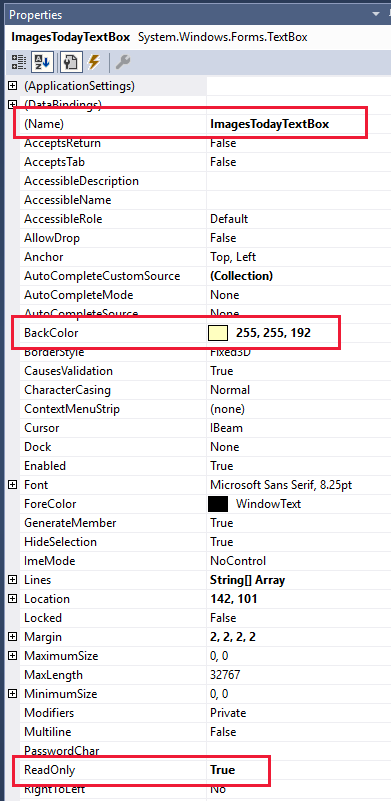 Properties
ImagesTodayTextBox System.Windows.Forms.TextBox
(ApplicationSettings)
(DataBindings)
(Name) ImagesTodayTextBox
AcceptsReturn False
AcceptsTab False
AccessibleDescription
AccessibleName
AccessibleRole Default
AllowDrop False
Anchor Top, Left
AutoCompleteCustomSource (Collection)
AutoCompleteMode None
AutoCompleteSource None
BackColor 255, 255, 192
BorderStyle Fixed3D
CausesValidation True
CharacterCasing Normal
ContextMenuStrip (none)
Cursor IBeam
Dock None
Enabled True
Font Microsoft Sans Serif, 8.25pt
ForeColor WindowText
GenerateMember True
HideSelection True
ImeMode NoControl
Lines String[] Array
Location 142, 101
Locked False
Margin 2, 2, 2, 2
MaximumSize 0, 0
MaxLength 32767
MinimumSize 0, 0
Modifiers Private
Multiline False
PasswordChar
ReadOnly True
RightToLeft No